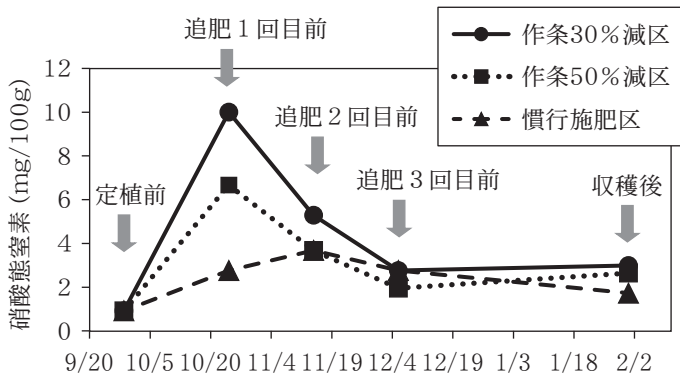 作条30%減区
作条50%減区
慣行施肥区
追肥1回目前
追肥2回目前
追肥3回目前
定植前
収穫後
硝酸態窒素(mg/100g)
12
10
8
6
4
2
0
9/20 10/5 10/20 11/4 11/19 12/4 12/19 1/3 1/18 2/2